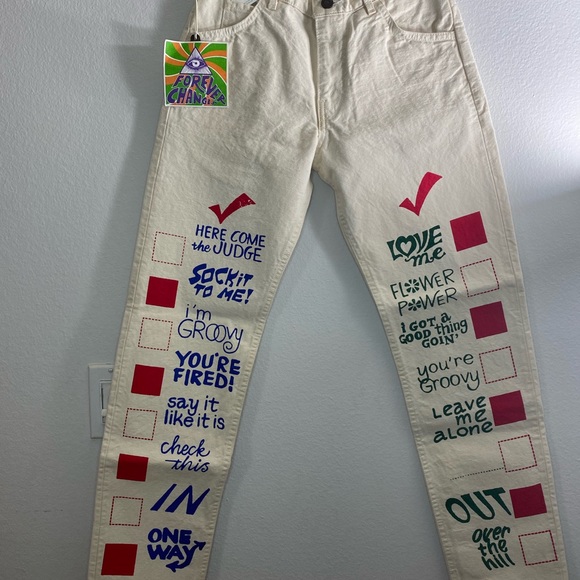 FOREVER
CHANGES
HERE COME
the JUDGE
SOCK iT
TO ME!
i'm
GROOVY
YOU'RE
FIRED!
say it
like it is
check
this
IN
ONE
WAY
LOVE
me
FLOWER
POWER
I GOT a
GOOD thing
GOIN'
you're
Groovy
Leave
me
alone
OUT
over
the
hill